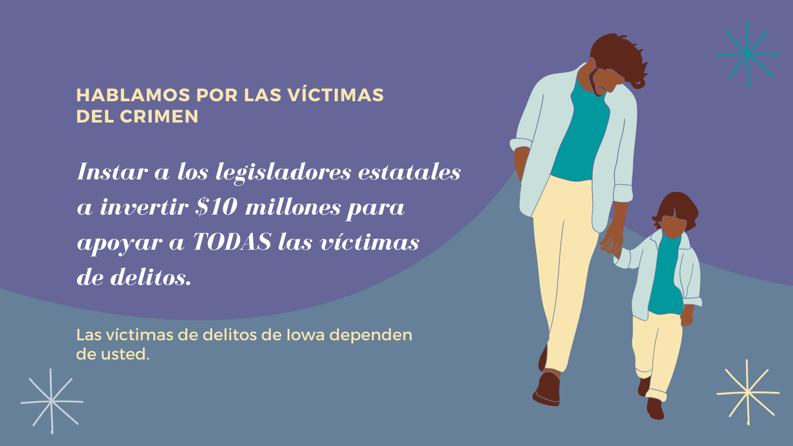 HABLAMOS POR LAS VÍCTIMAS
DEL CRIMEN
Instar a los legisladores estatales
a invertir $10 millones para
apoyar a TODAS las víctimas
de delitos.
Las víctimas de delitos de Iowa dependen
de usted.